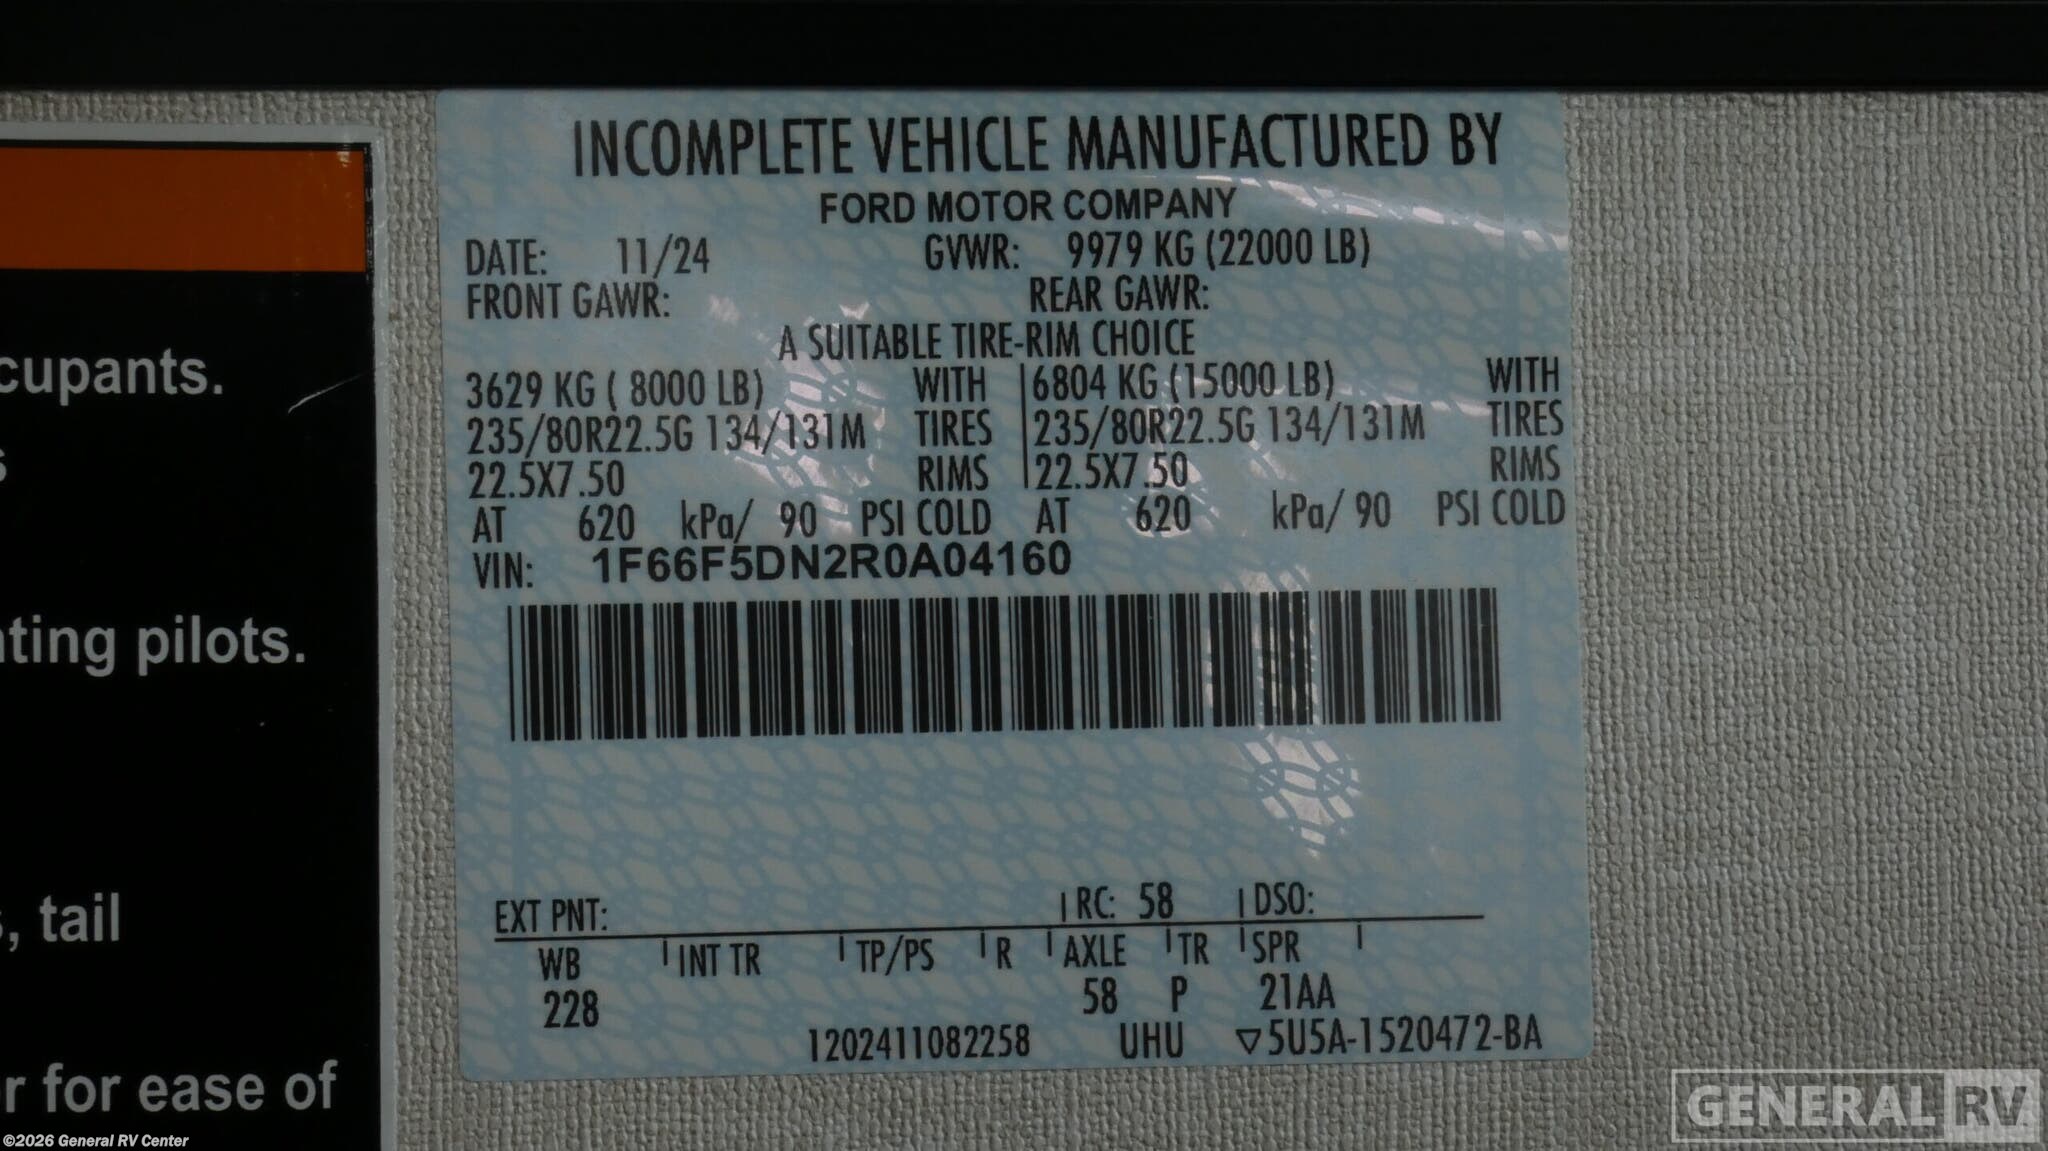 INCOMPLETE VEHICLE MANUFACTURED BY
FORD MOTOR COMPANY
DATE: 11/24 GVWR: 9979 KG (22000 LB)
FRONT GAWR: REAR GAWR:
A SUITABLE TIRE-RIM CHOICE
3629 KG ( 8000 LB) WITH 6804 KG (15000 LB) WITH
235/80R22.5G 134/131M TIRES 235/80R22.5G 134/131M TIRES
22.5X7.50 RIMS 22.5X7.50 RIMS
AT 620 kPa/ 90 PSI COLD AT 620 kPa/ 90 PSI COLD
VIN: 1F66F5DN2R0A04160
EXT PNT: RC: 58 DSO:
WB INT TR TP/PS R AXLE TR SPR
228 58 P 21AA
1202411082258 UHU ▽5U5A-1520472-BA
cupants.
s
ting pilots.
s, tail
r for ease of
©2026 General RV Center
GENERAL RV